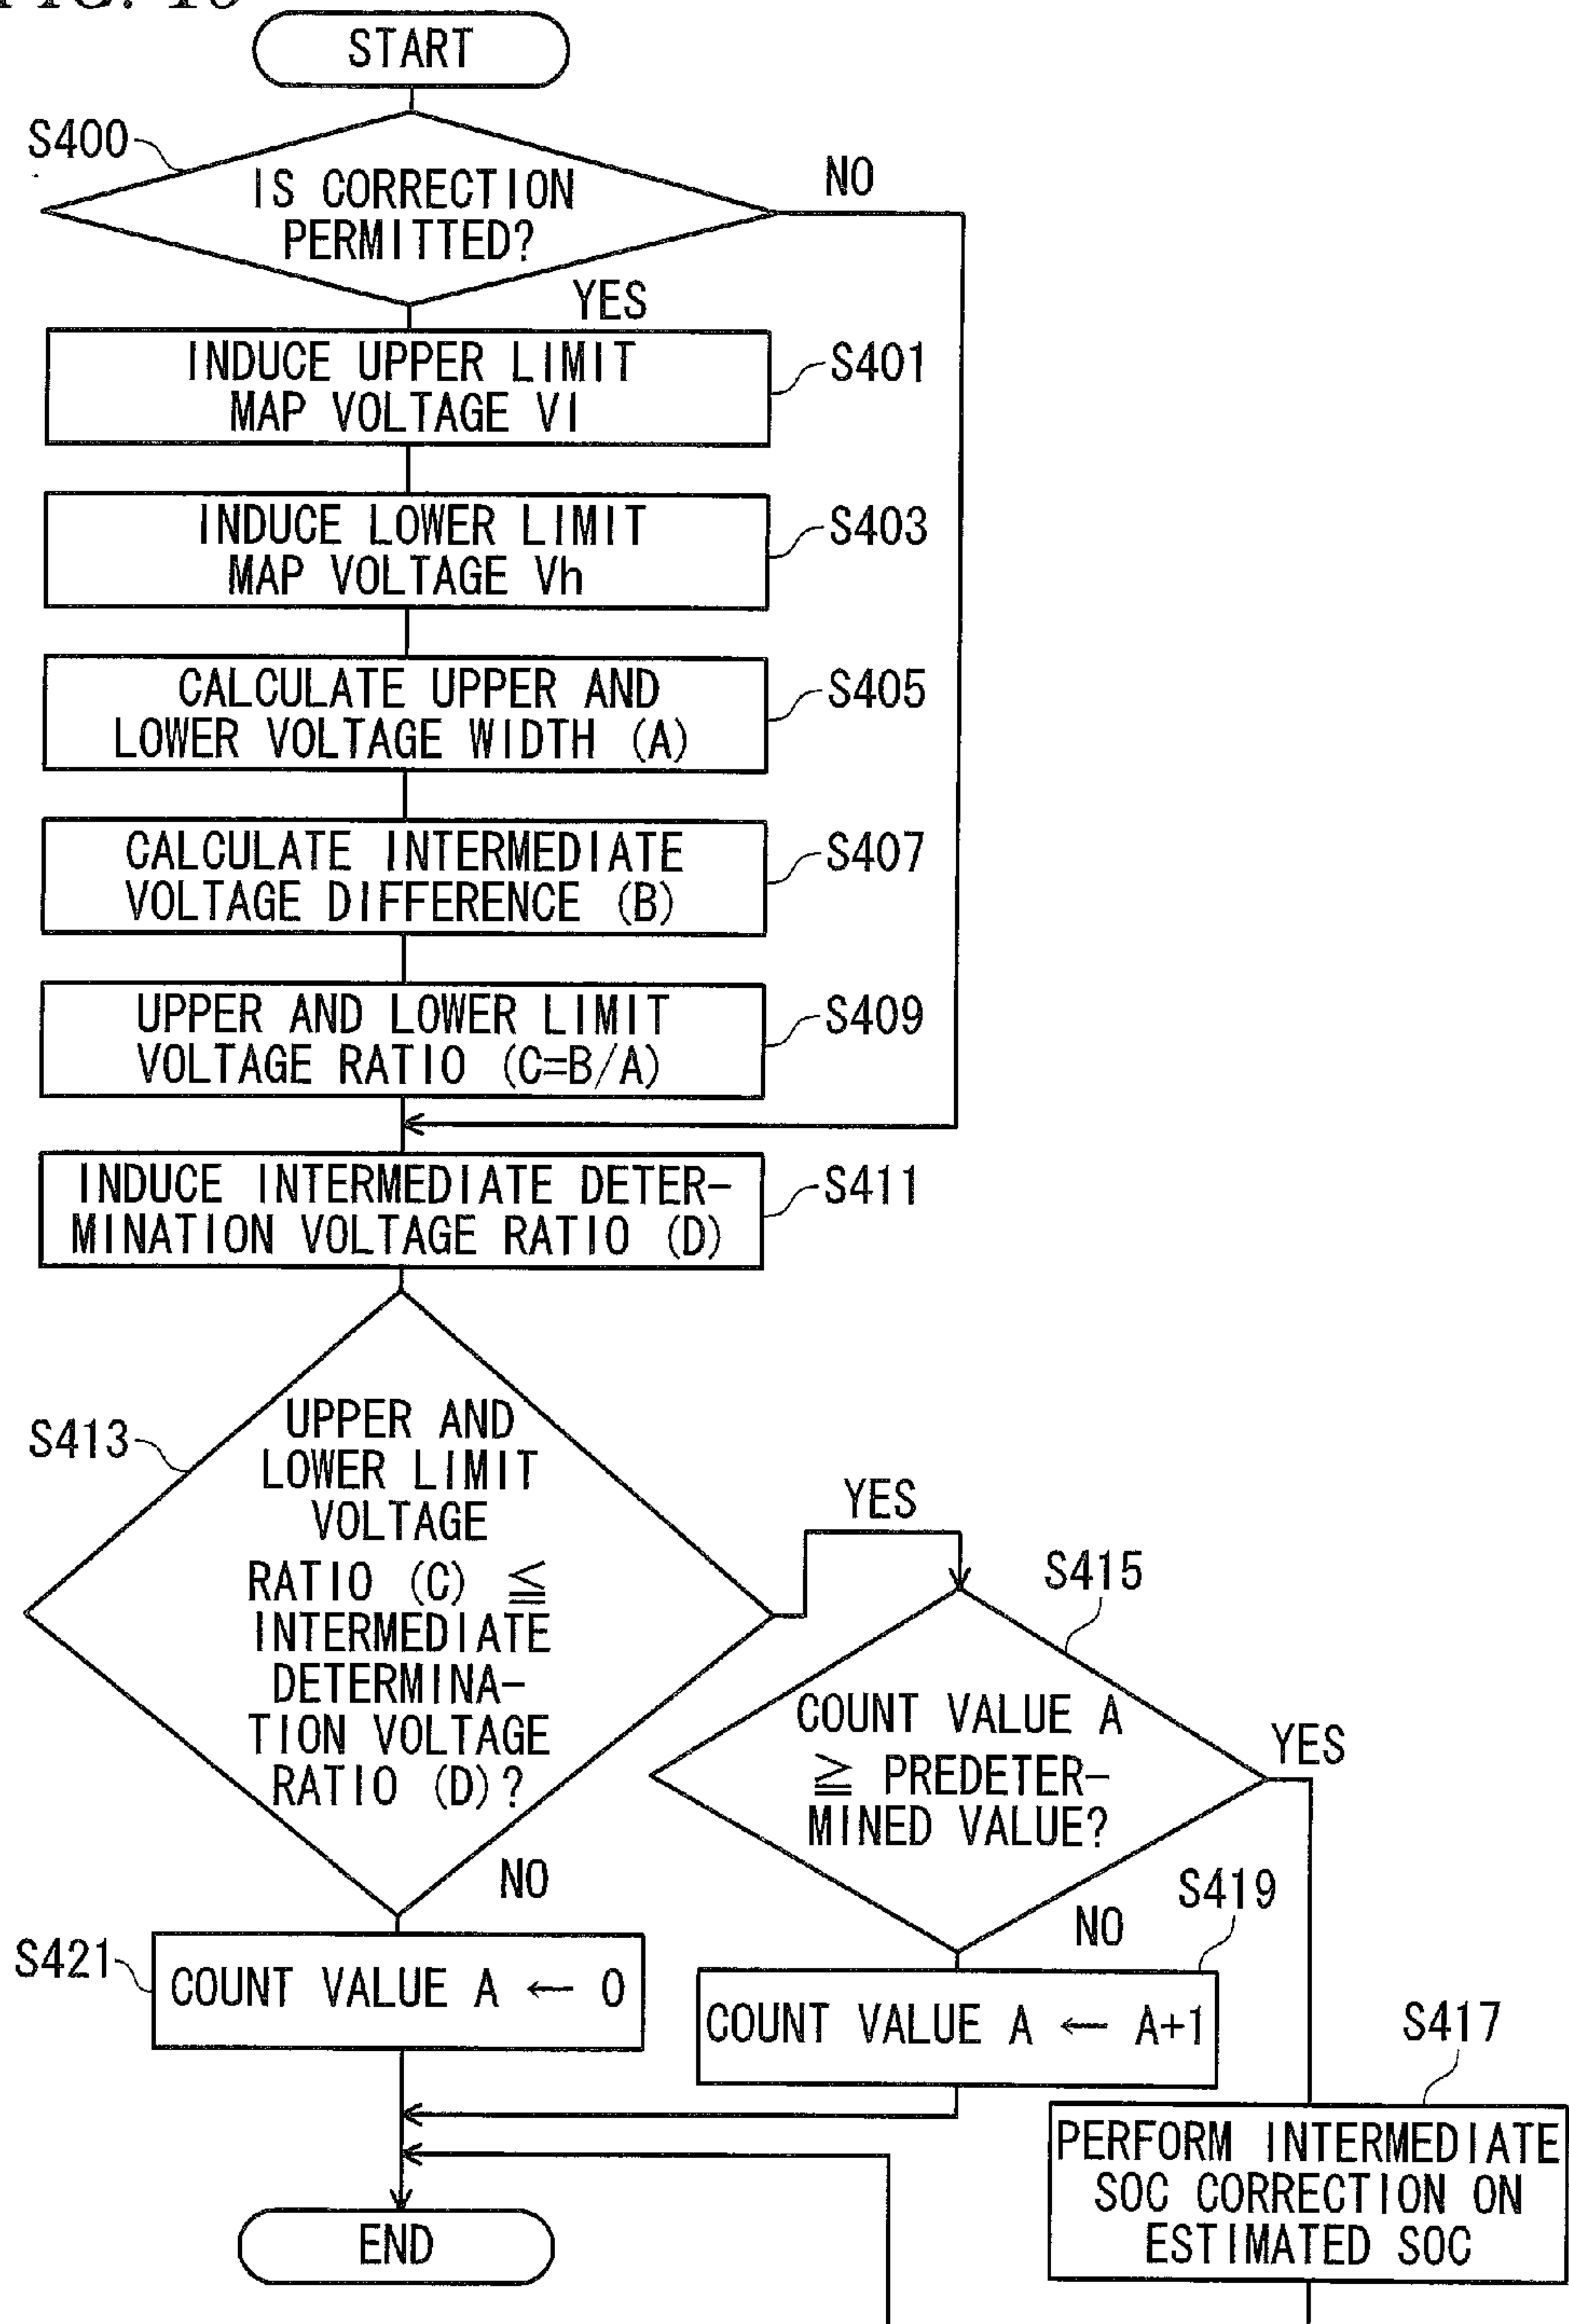 START
S400
IS CORRECTION
PERMITTED?
NO
YES
INDUCE UPPER LIMIT
MAP VOLTAGE Vl
S401
INDUCE LOWER LIMIT
MAP VOLTAGE Vh
S403
CALCULATE UPPER AND
LOWER VOLTAGE WIDTH (A)
S405
CALCULATE INTERMEDIATE
VOLTAGE DIFFERENCE (B)
S407
UPPER AND LOWER LIMIT
VOLTAGE RATIO (C=B/A)
S409
INDUCE INTERMEDIATE DETER-
MINATION VOLTAGE RATIO (D)
S411
S413
UPPER AND
LOWER LIMIT
VOLTAGE
RATIO (C) ≦
INTERMEDIATE
DETERMINA-
TION VOLTAGE
RATIO (D)?
YES
NO
S415
COUNT VALUE A
≧ PREDETER-
MINED VALUE?
YES
NO
S419
COUNT VALUE A ← A+1
S421
COUNT VALUE A ← 0
S417
PERFORM INTERMEDIATE
SOC CORRECTION ON
ESTIMATED SOC
END